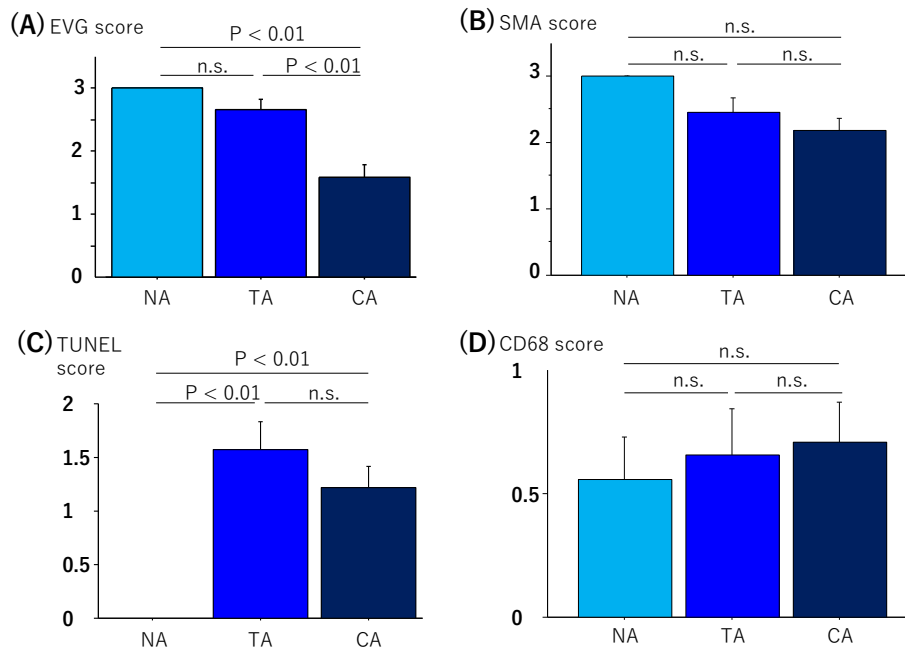 (A) EVG score
P < 0.01
n.s.
P < 0.01
3
2
1
0
NA
TA
CA
(B) SMA score
n.s.
n.s.
n.s.
3
2
1
0
NA
TA
CA
(C) TUNEL
score
P < 0.01
P < 0.01
n.s.
2
1.5
1
0.5
0
NA
TA
CA
(D) CD68 score
n.s.
n.s.
n.s.
1
0.5
0
NA
TA
CA